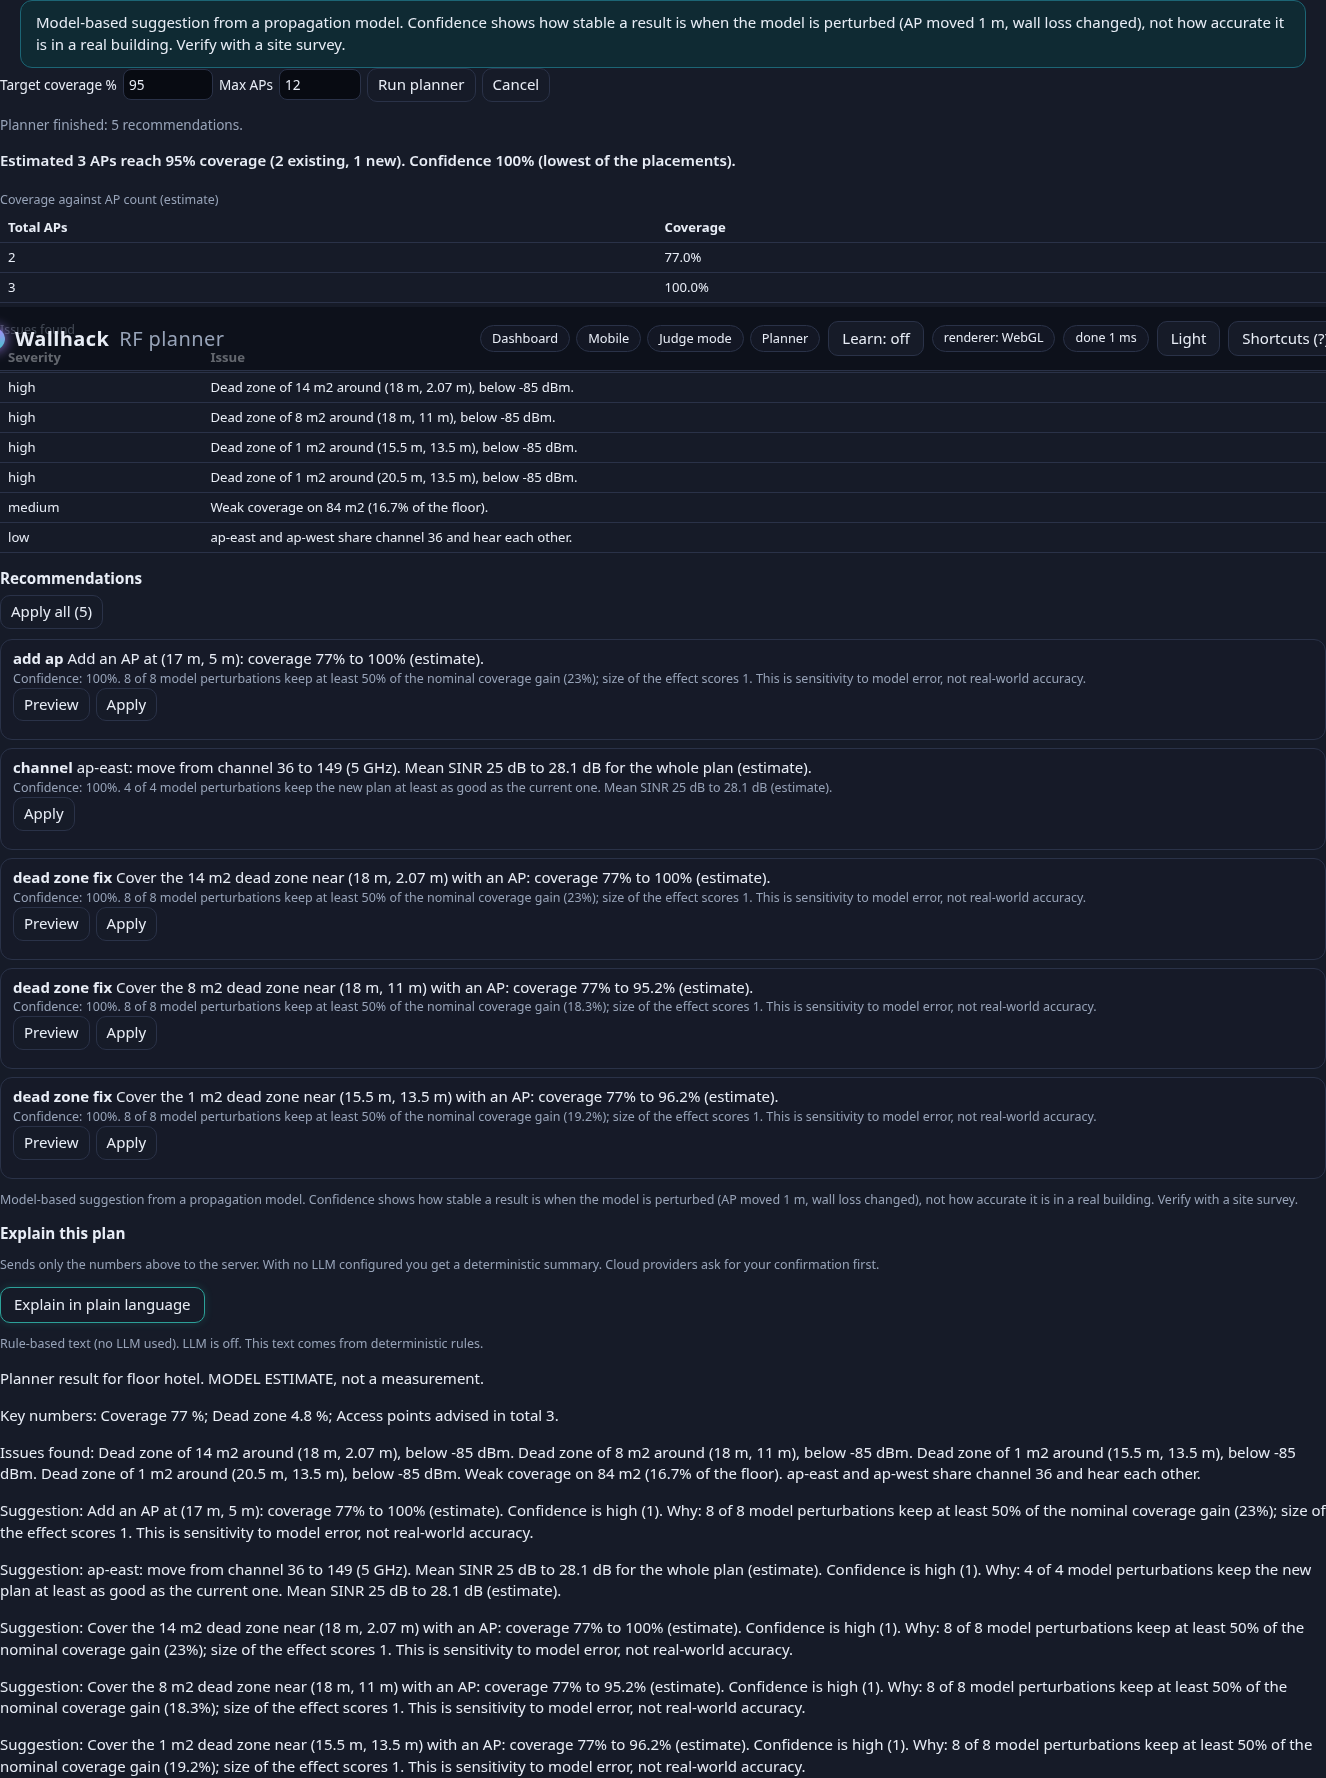 Model-based suggestion from a propagation model. Confidence shows how stable a result is when the model is perturbed (AP moved 1 m, wall loss changed), not how accurate it
is in a real building. Verify with a site survey.
Target coverage % 95 Max APs 12 Run planner Cancel
Planner finished: 5 recommendations.
Estimated 3 APs reach 95% coverage (2 existing, 1 new). Confidence 100% (lowest of the placements).
Coverage against AP count (estimate)
Total APs Coverage
2 77.0%
3 100.0%
Issues found
Wallhack RF planner Dashboard Mobile Judge mode Planner Learn: off renderer: WebGL done 1 ms Light Shortcuts (?)
Severity Issue
high Dead zone of 14 m2 around (18 m, 2.07 m), below -85 dBm.
high Dead zone of 8 m2 around (18 m, 11 m), below -85 dBm.
high Dead zone of 1 m2 around (15.5 m, 13.5 m), below -85 dBm.
high Dead zone of 1 m2 around (20.5 m, 13.5 m), below -85 dBm.
medium Weak coverage on 84 m2 (16.7% of the floor).
low ap-east and ap-west share channel 36 and hear each other.
Recommendations
Apply all (5)
add ap Add an AP at (17 m, 5 m): coverage 77% to 100% (estimate).
Confidence: 100%. 8 of 8 model perturbations keep at least 50% of the nominal coverage gain (23%); size of the effect scores 1. This is sensitivity to model error, not real-world accuracy.
Preview Apply
channel ap-east: move from channel 36 to 149 (5 GHz). Mean SINR 25 dB to 28.1 dB for the whole plan (estimate).
Confidence: 100%. 4 of 4 model perturbations keep the new plan at least as good as the current one. Mean SINR 25 dB to 28.1 dB (estimate).
Apply
dead zone fix Cover the 14 m2 dead zone near (18 m, 2.07 m) with an AP: coverage 77% to 100% (estimate).
Confidence: 100%. 8 of 8 model perturbations keep at least 50% of the nominal coverage gain (23%); size of the effect scores 1. This is sensitivity to model error, not real-world accuracy.
Preview Apply
dead zone fix Cover the 8 m2 dead zone near (18 m, 11 m) with an AP: coverage 77% to 95.2% (estimate).
Confidence: 100%. 8 of 8 model perturbations keep at least 50% of the nominal coverage gain (18.3%); size of the effect scores 1. This is sensitivity to model error, not real-world accuracy.
Preview Apply
dead zone fix Cover the 1 m2 dead zone near (15.5 m, 13.5 m) with an AP: coverage 77% to 96.2% (estimate).
Confidence: 100%. 8 of 8 model perturbations keep at least 50% of the nominal coverage gain (19.2%); size of the effect scores 1. This is sensitivity to model error, not real-world accuracy.
Preview Apply
Model-based suggestion from a propagation model. Confidence shows how stable a result is when the model is perturbed (AP moved 1 m, wall loss changed), not how accurate it is in a real building. Verify with a site survey.
Explain this plan
Sends only the numbers above to the server. With no LLM configured you get a deterministic summary. Cloud providers ask for your confirmation first.
Explain in plain language
Rule-based text (no LLM used). LLM is off. This text comes from deterministic rules.
Planner result for floor hotel. MODEL ESTIMATE, not a measurement.
Key numbers: Coverage 77 %; Dead zone 4.8 %; Access points advised in total 3.
Issues found: Dead zone of 14 m2 around (18 m, 2.07 m), below -85 dBm. Dead zone of 8 m2 around (18 m, 11 m), below -85 dBm. Dead zone of 1 m2 around (15.5 m, 13.5 m), below -85
dBm. Dead zone of 1 m2 around (20.5 m, 13.5 m), below -85 dBm. Weak coverage on 84 m2 (16.7% of the floor). ap-east and ap-west share channel 36 and hear each other.
Suggestion: Add an AP at (17 m, 5 m): coverage 77% to 100% (estimate). Confidence is high (1). Why: 8 of 8 model perturbations keep at least 50% of the nominal coverage gain (23%); size of
the effect scores 1. This is sensitivity to model error, not real-world accuracy.
Suggestion: ap-east: move from channel 36 to 149 (5 GHz). Mean SINR 25 dB to 28.1 dB for the whole plan (estimate). Confidence is high (1). Why: 4 of 4 model perturbations keep the new
plan at least as good as the current one. Mean SINR 25 dB to 28.1 dB (estimate).
Suggestion: Cover the 14 m2 dead zone near (18 m, 2.07 m) with an AP: coverage 77% to 100% (estimate). Confidence is high (1). Why: 8 of 8 model perturbations keep at least 50% of the
nominal coverage gain (23%); size of the effect scores 1. This is sensitivity to model error, not real-world accuracy.
Suggestion: Cover the 8 m2 dead zone near (18 m, 11 m) with an AP: coverage 77% to 95.2% (estimate). Confidence is high (1). Why: 8 of 8 model perturbations keep at least 50% of the
nominal coverage gain (18.3%); size of the effect scores 1. This is sensitivity to model error, not real-world accuracy.
Suggestion: Cover the 1 m2 dead zone near (15.5 m, 13.5 m) with an AP: coverage 77% to 96.2% (estimate). Confidence is high (1). Why: 8 of 8 model perturbations keep at least 50% of the
nominal coverage gain (19.2%); size of the effect scores 1. This is sensitivity to model error, not real-world accuracy.